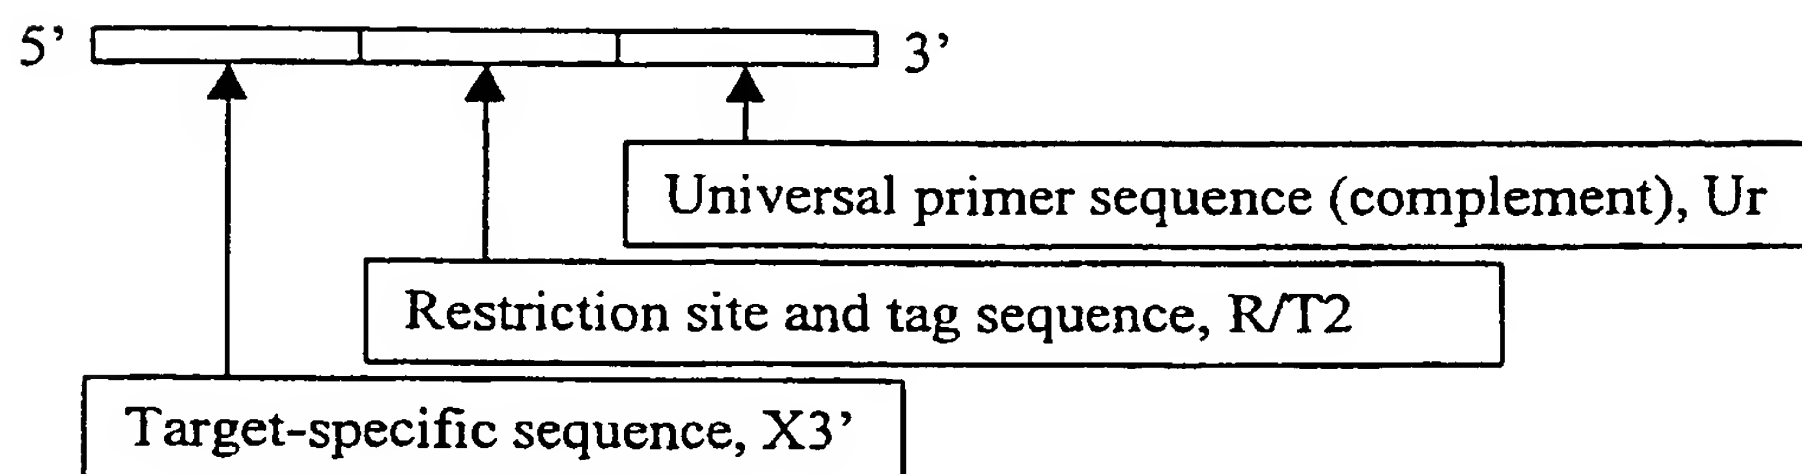 5’ 3’
Universal primer sequence (complement), Ur
Restriction site and tag sequence, R/T2
Target-specific sequence, X3’